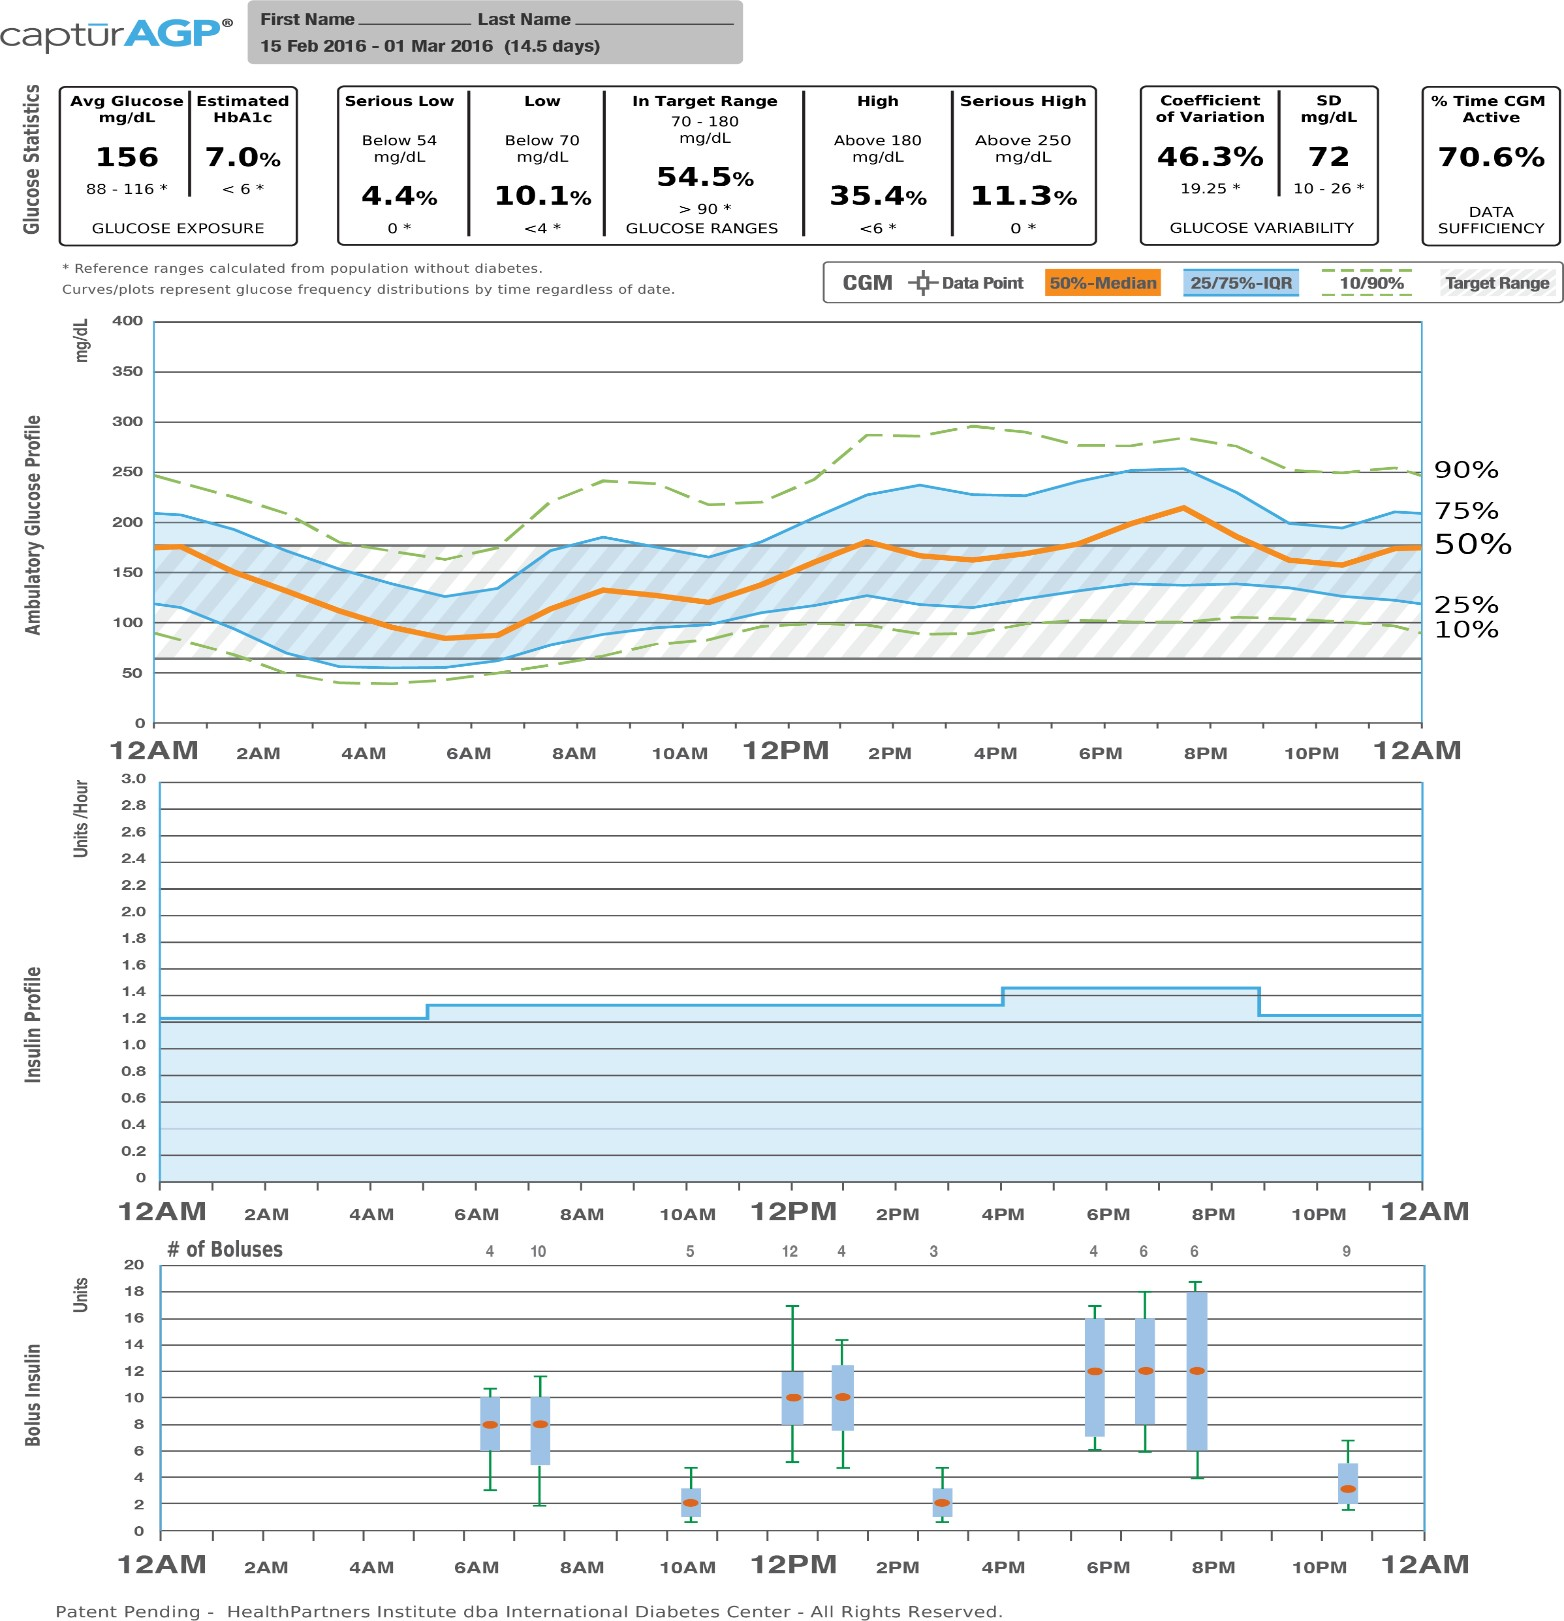 captūrAGP®
First Name Last Name
15 Feb 2016 - 01 Mar 2016 (14.5 days)
Glucose Statistics
Avg Glucose
mg/dL
156
88 - 116 *
Estimated
HbA1c
7.0%
< 6 *
GLUCOSE EXPOSURE
Serious Low
Below 54
mg/dL
4.4%
0 *
Low
Below 70
mg/dL
10.1%
<4 *
In Target Range
70 - 180
mg/dL
54.5%
> 90 *
GLUCOSE RANGES
High
Above 180
mg/dL
35.4%
<6 *
Serious High
Above 250
mg/dL
11.3%
0 *
Coefficient
of Variation
46.3%
19.25 *
SD
mg/dL
72
10 - 26 *
GLUCOSE VARIABILITY
% Time CGM
Active
70.6%
DATA
SUFFICIENCY
* Reference ranges calculated from population without diabetes.
Curves/plots represent glucose frequency distributions by time regardless of date.
CGM Data Point 50%-Median 25/75%-IQR 10/90% Target Range
Ambulatory Glucose Profile
mg/dL
400
350
300
250
200
150
100
50
0
90%
75%
50%
25%
10%
12AM 2AM 4AM 6AM 8AM 10AM 12PM 2PM 4PM 6PM 8PM 10PM 12AM
Insulin Profile
Units /Hour
3.0
2.8
2.6
2.4
2.2
2.0
1.8
1.6
1.4
1.2
1.0
0.8
0.6
0.4
0.2
0
12AM 2AM 4AM 6AM 8AM 10AM 12PM 2PM 4PM 6PM 8PM 10PM 12AM
# of Boluses 4 10 5 12 4 3 4 6 6 9
Bolus Insulin
Units
20
18
16
14
12
10
8
6
4
2
0
12AM 2AM 4AM 6AM 8AM 10AM 12PM 2PM 4PM 6PM 8PM 10PM 12AM
Patent Pending - HealthPartners Institute dba International Diabetes Center - All Rights Reserved.